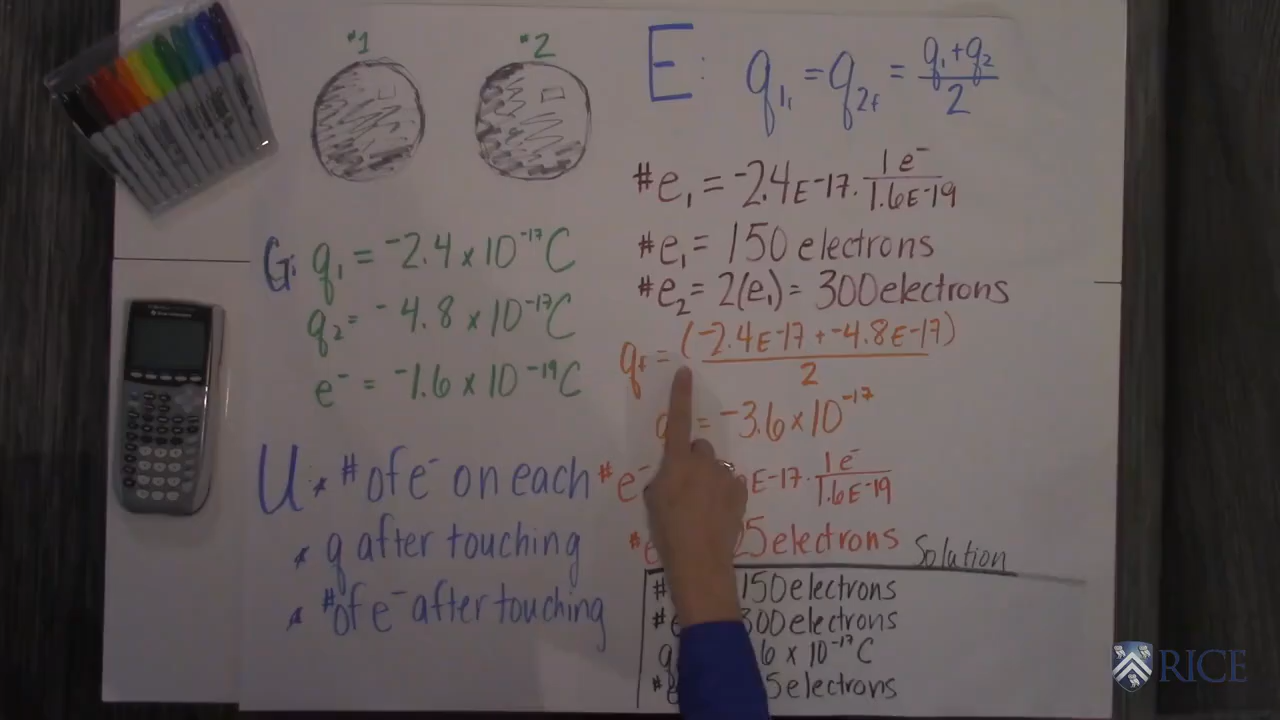 #1 #2
G: q₁ = -2.4 x 10⁻¹⁷ C
q₂ = -4.8 x 10⁻¹⁷ C
e⁻ = -1.6 x 10⁻¹⁹ C
U: * # of e⁻ on each
* q after touching
* # of e⁻ after touching
E: q₁f = q₂f = (q₁+q₂)/2
#e₁ = -2.4E-17 · 1e⁻/1.6E-19
#e₁ = 150 electrons
#e₂ = 2(e₁) = 300 electrons
qf = (-2.4E-17 + -4.8E-17)/2
= -3.6 x 10⁻¹⁷
#e⁻ E-17 · 1e⁻/1.6E-19
#e 25 electrons
Solution
# 150 electrons
#e 300 electrons
q 6 x 10⁻¹⁷ C
# 5 electrons
RICE